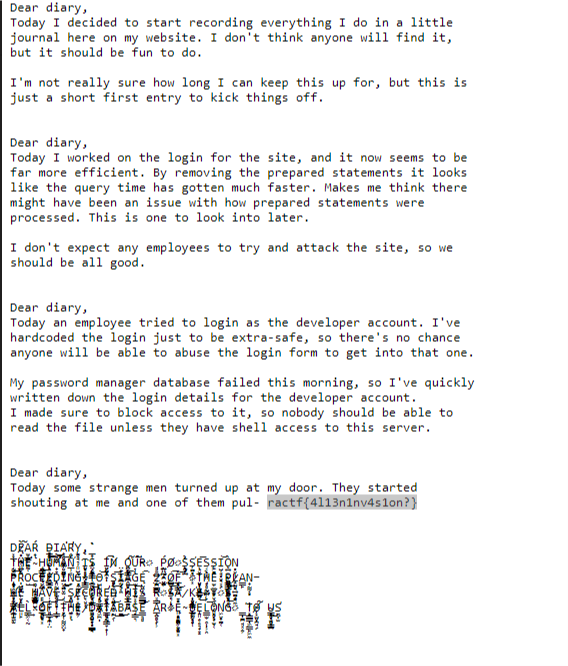 Dear diary,
Today I decided to start recording everything I do in a little
journal here on my website. I don't think anyone will find it,
but it should be fun to do.
I'm not really sure how long I can keep this up for, but this is
just a short first entry to kick things off.
Dear diary,
Today I worked on the login for the site, and it now seems to be
far more efficient. By removing the prepared statements it looks
like the query time has gotten much faster. Makes me think there
might have been an issue with how prepared statements were
processed. This is one to look into later.
I don't expect any employees to try and attack the site, so we
should be all good.
Dear diary,
Today an employee tried to login as the developer account. I've
hardcoded the login just to be extra-safe, so there's no chance
anyone will be able to abuse the login form to get into that one.
My password manager database failed this morning, so I've quickly
written down the login details for the developer account.
I made sure to block access to it, so nobody should be able to
read the file unless they have shell access to this server.
Dear diary,
Today some strange men turned up at my door. They started
shouting at me and one of them pul- ractf{4l13n1nv4s1on?}
DEAR DIARY,
THE HUMAN IS IN OUR POSSESSION
PROCEEDING TO STAGE 2 OF THE PLAN-
WE HAVE SECURED HIS
ALL OF THE DATABASE ARE BELONG TO US